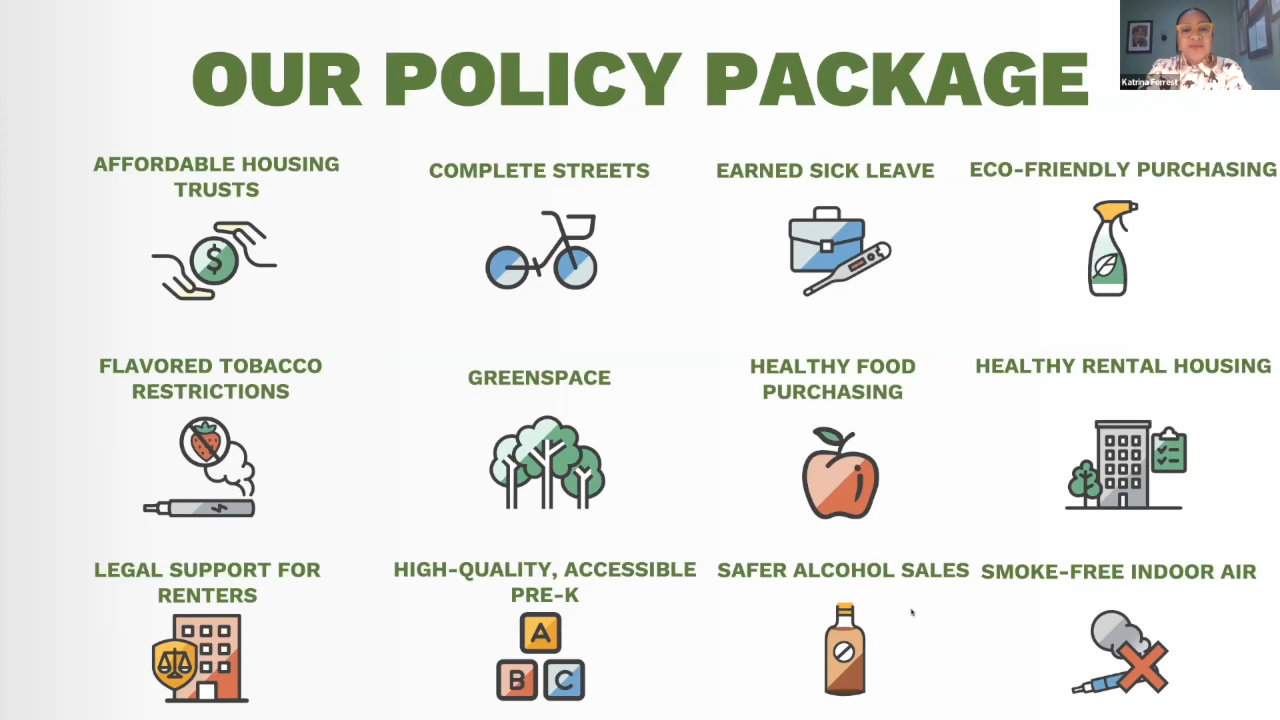 OUR POLICY PACKAGE
Katrina Forrest
AFFORDABLE HOUSING
TRUSTS
COMPLETE STREETS
EARNED SICK LEAVE
ECO-FRIENDLY PURCHASING
$
FLAVORED TOBACCO
RESTRICTIONS
GREENSPACE
HEALTHY FOOD
PURCHASING
HEALTHY RENTAL HOUSING
LEGAL SUPPORT FOR
RENTERS
HIGH-QUALITY, ACCESSIBLE
PRE-K
SAFER ALCOHOL SALES
SMOKE-FREE INDOOR AIR
A
B C